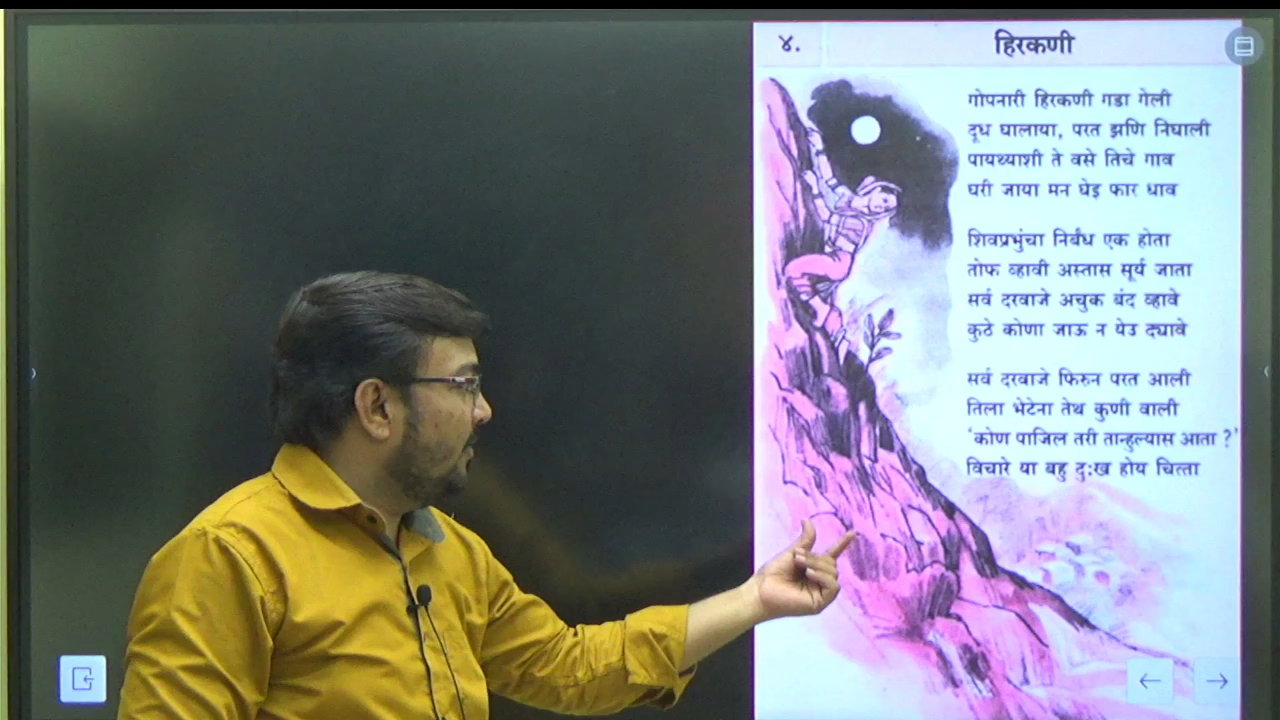 ४. हिरकणी
गोपनारी हिरकणी गडा गेली
दूध घालाया, परत झणि निघाली
पायथ्याशी ते वसे तिचे गाव
घरी जाया मन घेइ फार धाव
शिवप्रभुंचा निर्बंध एक होता
तोफ व्हावी अस्तास सूर्य जाता
सर्व दरवाजे अचुक बंद व्हावे
कुठे कोणा जाऊ न येउ द्यावे
सर्व दरवाजे फिरुन परत आली
तिला भेटेना तेथ कुणी वाली
‘कोण पाजिल तरी तान्हुल्यास आता ?’
विचारे या बहु दुःख होय चित्ता